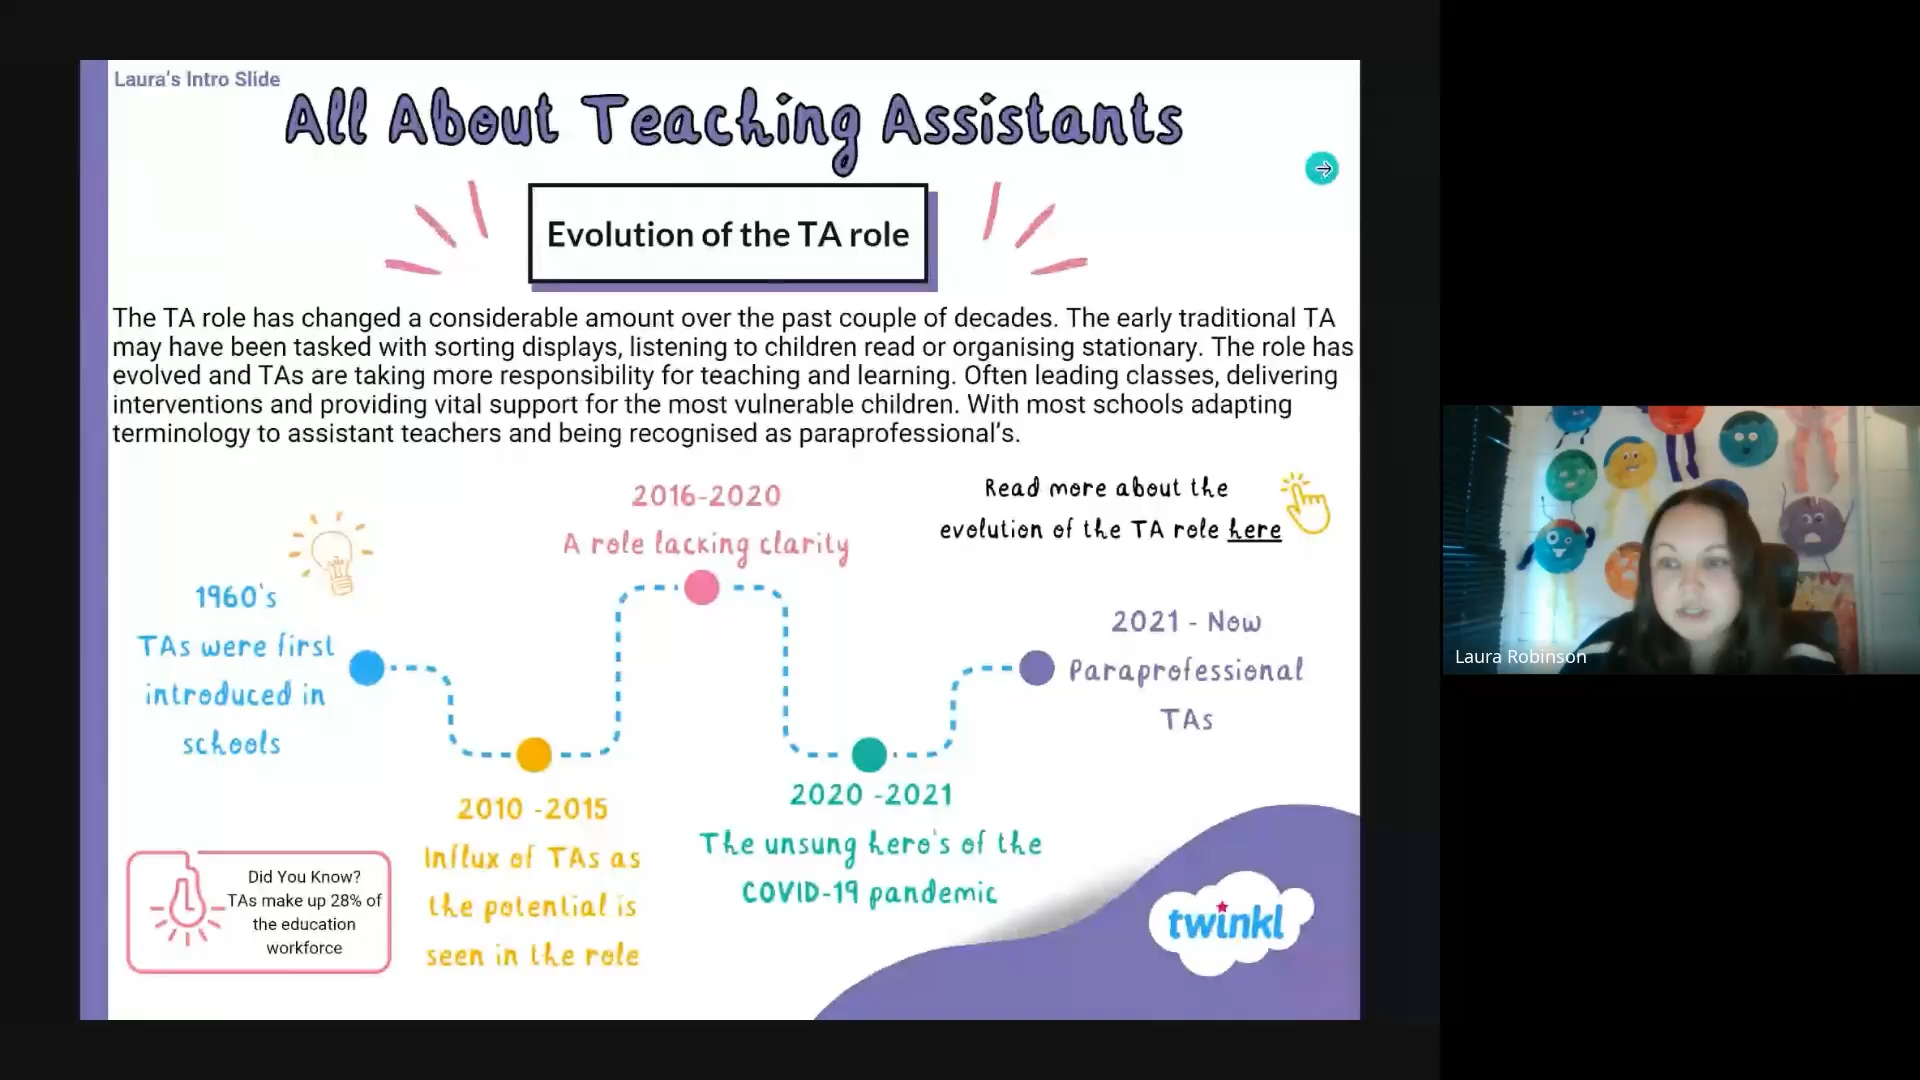 Laura's Intro Slide
All About Teaching Assistants
Evolution of the TA role
The TA role has changed a considerable amount over the past couple of decades. The early traditional TA
may have been tasked with sorting displays, listening to children read or organising stationary. The role has
evolved and TAs are taking more responsibility for teaching and learning. Often leading classes, delivering
interventions and providing vital support for the most vulnerable children. With most schools adapting
terminology to assistant teachers and being recognised as paraprofessional's.
1960's
TAs were first
introduced in
schools
2010 -2015
Influx of TAs as
the potential is
seen in the role
2016-2020
A role lacking clarity
2020 -2021
The unsung hero's of the
COVID-19 pandemic
2021 - Now
Paraprofessional
TAs
Read more about the
evolution of the TA role here
Did You Know?
TAs make up 28% of
the education
workforce
twinkl
Laura Robinson